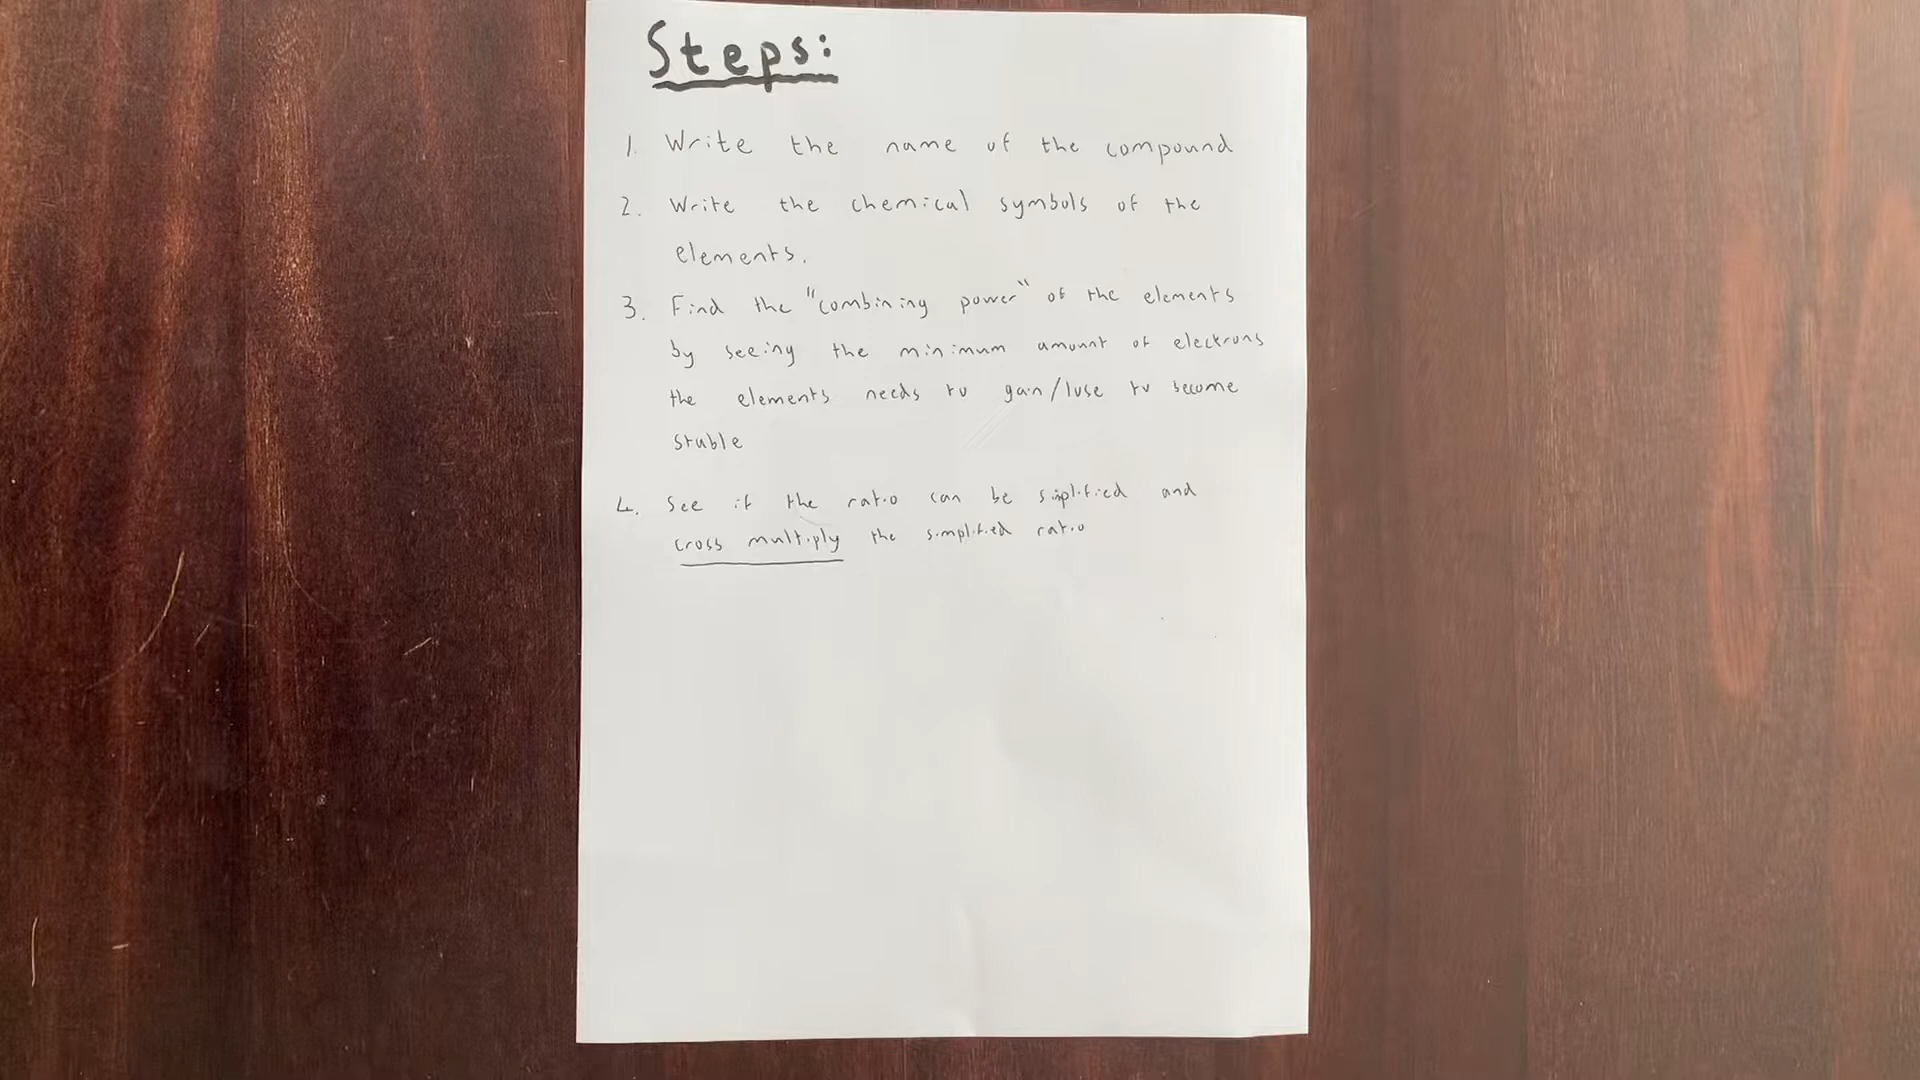 Steps:
1. Write the name of the compound
2. Write the chemical symbols of the
elements.
3. Find the "combining power" of the elements
by seeing the minimum amount of electrons
the elements needs to gain/lose to become
stable
4. See if the ratio can be simplified and
cross multiply the simplified ratio